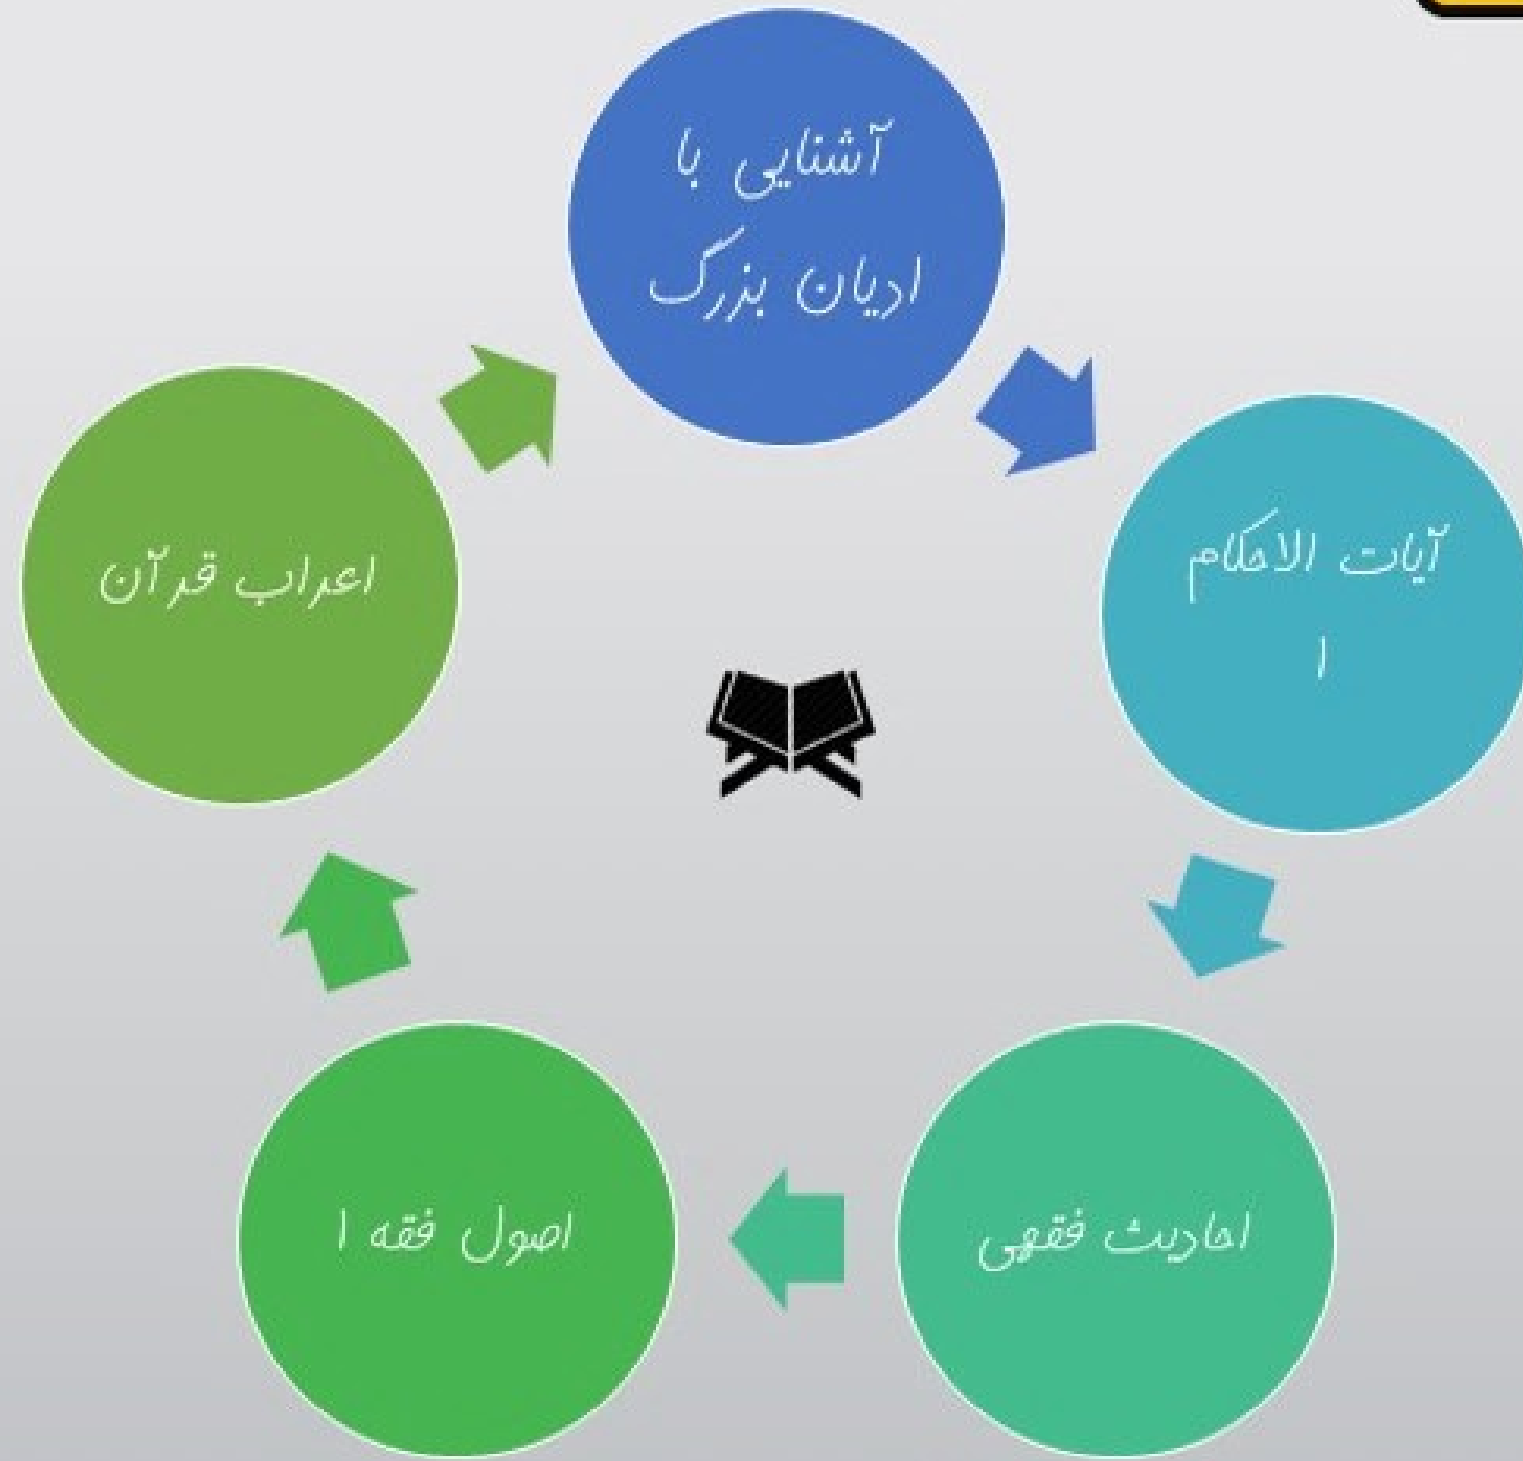 آشنایی با
ادیان بزرگ
آیات الاحکام
۱
احادیث فقهی
اصول فقه ۱
اعراب قرآن